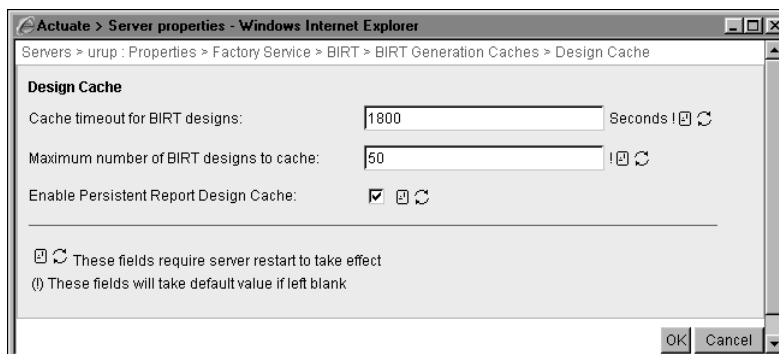 Actuate > Server properties - Windows Internet Explorer
Servers > urup : Properties > Factory Service > BIRT > BIRT Generation Caches > Design Cache
Design Cache
Cache timeout for BIRT designs: 1800 Seconds !
Maximum number of BIRT designs to cache: 50 !
Enable Persistent Report Design Cache:
These fields require server restart to take effect
(!) These fields will take default value if left blank
OK Cancel